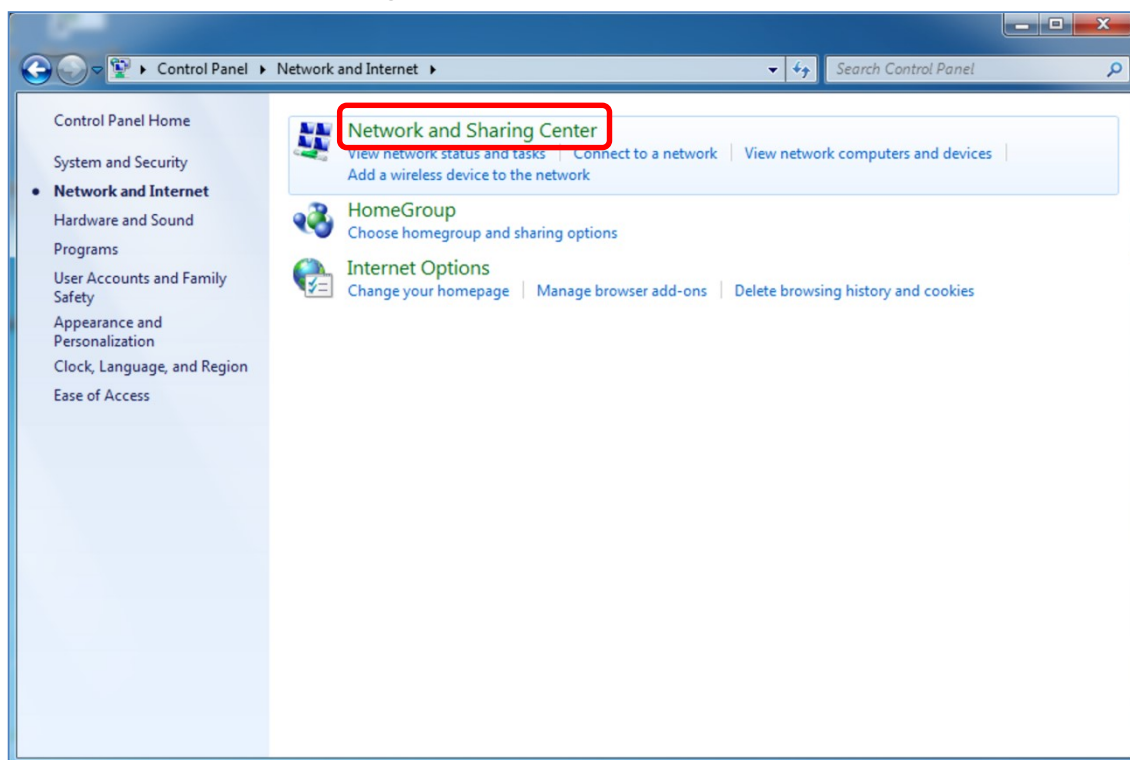 Control Panel Network and Internet Search Control Panel
Control Panel Home
System and Security
Network and Internet
Hardware and Sound
Programs
User Accounts and Family
Safety
Appearance and
Personalization
Clock, Language, and Region
Ease of Access
Network and Sharing Center
View network status and tasks Connect to a network View network computers and devices
Add a wireless device to the network
HomeGroup
Choose homegroup and sharing options
Internet Options
Change your homepage Manage browser add-ons Delete browsing history and cookies